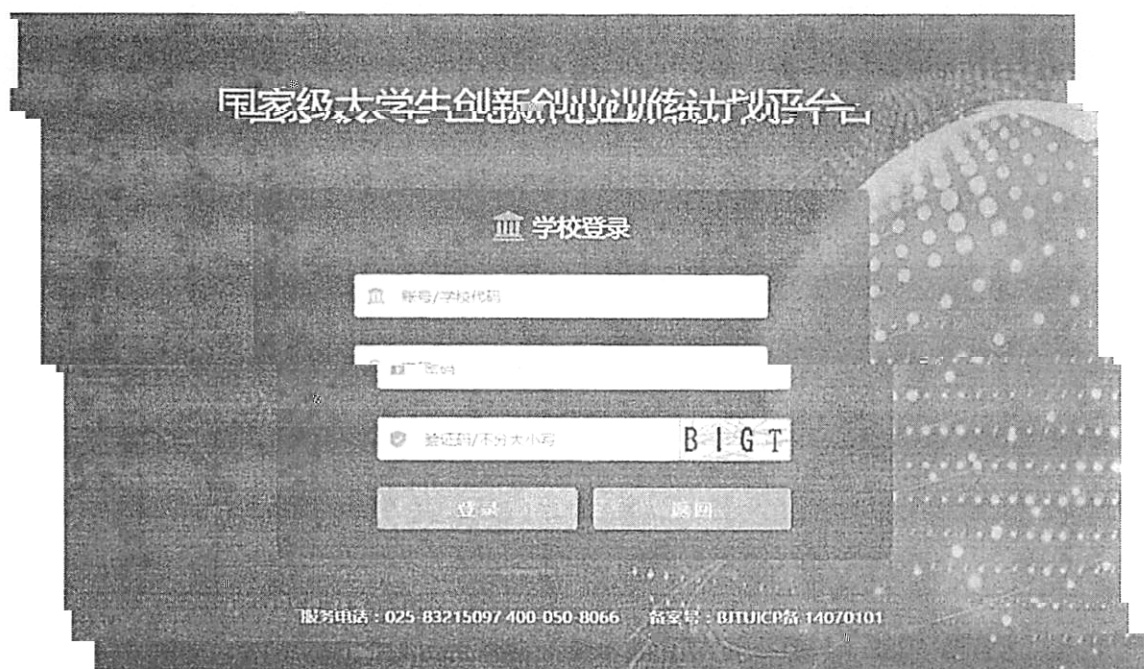 国家级大学生创新创业训练计划平台
学校登录
账号/学校代码
密码
验证码/不分大小写
B I G T
登录
返回
服务电话:025-83215097 400-050-8066 备案号:BJTUICP备 14070101